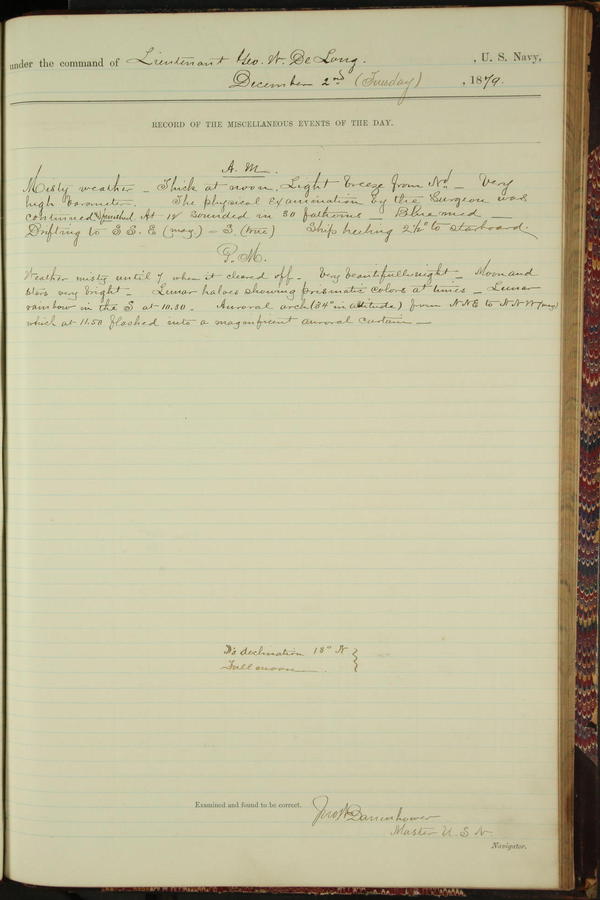 under the command of Lieutenant Geo. W. De Long. , U. S. Navy,
December 2nd (Tuesday) , 1879.
RECORD OF THE MISCELLANEOUS EVENTS OF THE DAY.
A. M.
Misty weather – Thick at noon. Light breeze from Nd – Very
high barometer. The physical examination by the Surgeon was
continued & finished. At 12 sounded in 30 fathoms – Blue mud –
Drifting to S S. E (mag) = S. (true) Ship heeling 2½° to starboard.
P. M.
Weather misty until 7, when it cleared off. Very beautiful night – Moon and
stars very bright – Lunar haloes showing prismatic colors at times – Lunar
rainbow in the S at 10.30 – Auroral arch (34° in altitude) from N N E to N N W (mag)
which at 11.50 flashed into a magnificent auroral curtain –
declination 18° N
Full moon
Examined and found to be correct.
Jno W Danenhower
Master U. S. N.
Navigator.